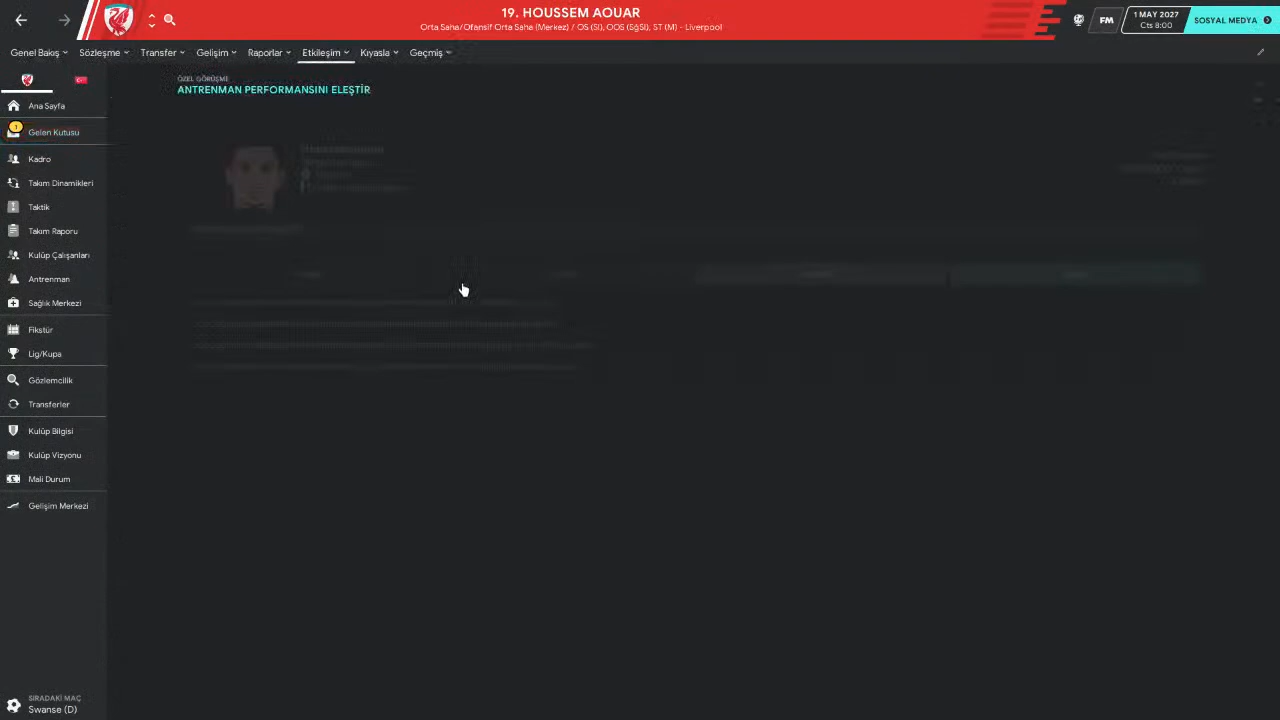 19. HOUSSEM AOUAR
Orta Saha/Ofansif Orta Saha (Merkez) / OS (Sl), OOS (SğSl), ST (M) - Liverpool
FM
1 MAY 2027
Cts 8:00
SOSYAL MEDYA
Genel Bakış
Sözleşme
Transfer
Gelişim
Raporlar
Etkileşim
Kıyasla
Geçmiş
ÖZEL GÖRÜŞME
ANTRENMAN PERFORMANSINI ELEŞTİR
Ana Sayfa
1
Gelen Kutusu
Kadro
Takım Dinamikleri
Taktik
Takım Raporu
Kulüp Çalışanları
Antrenman
Sağlık Merkezi
Fikstür
Lig/Kupa
Gözlemcilik
Transferler
Kulüp Bilgisi
Kulüp Vizyonu
Mali Durum
Gelişim Merkezi
SIRADAKİ MAÇ
Swanse (D)